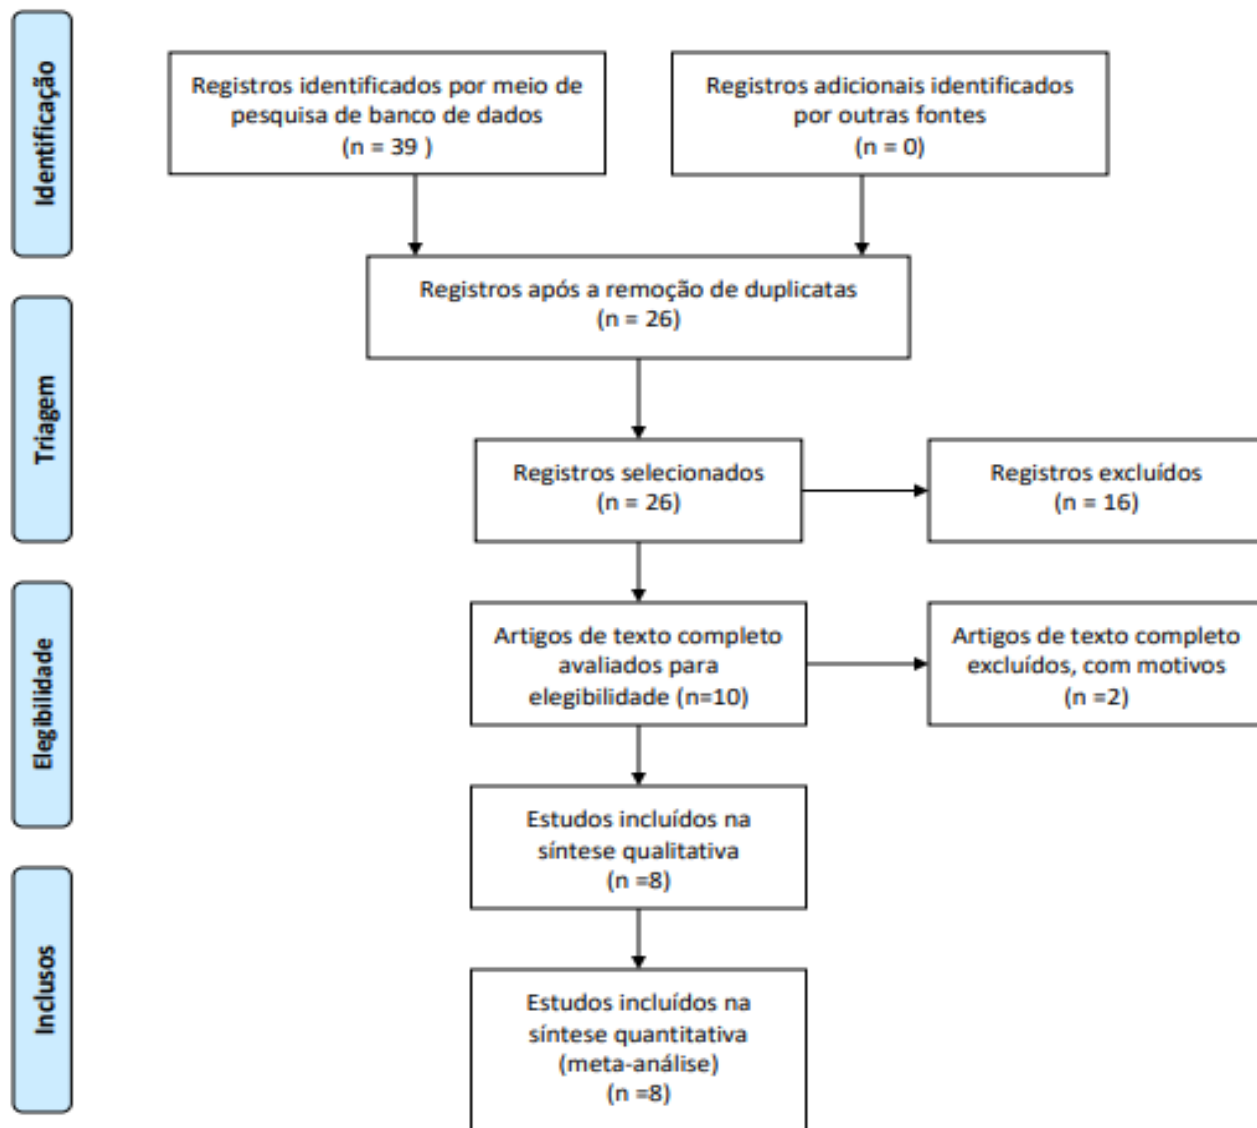 Identificação
Registros identificados por meio de
pesquisa de banco de dados
(n = 39 )
Registros adicionais identificados
por outras fontes
(n = 0)
Registros após a remoção de duplicatas
(n = 26)
Triagem
Registros selecionados
(n = 26)
Registros excluídos
(n = 16)
Elegibilidade
Artigos de texto completo
avaliados para
elegibilidade (n=10)
Artigos de texto completo
excluídos, com motivos
(n =2)
Estudos incluídos na
síntese qualitativa
(n =8)
Inclusos
Estudos incluídos na
síntese quantitativa
(meta-análise)
(n =8)